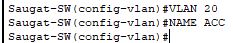 Saugat-SW(config-vlan)#VLAN 20
Saugat-SW(config-vlan)#NAME ACC
Saugat-SW(config-vlan)#